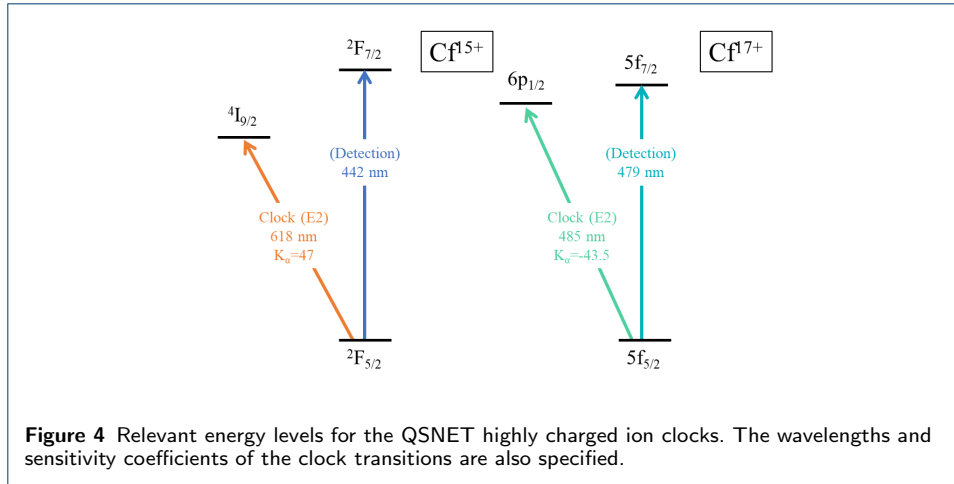 ²F₇/₂
Cf¹⁵⁺
⁴I₉/₂
(Detection)
442 nm
Clock (E2)
618 nm
Kα=47
²F₅/₂
6p₁/₂
5f₇/₂
Cf¹⁷⁺
(Detection)
479 nm
Clock (E2)
485 nm
Kα=-43.5
5f₅/₂
Figure 4 Relevant energy levels for the QSNET highly charged ion clocks. The wavelengths and
sensitivity coefficients of the clock transitions are also specified.